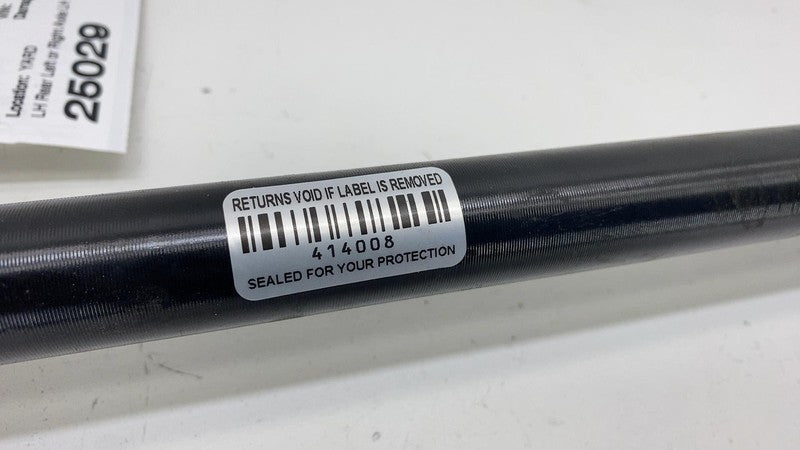 Location: YARD
LH Rear Left or Right Axle
25029
RETURNS VOID IF LABEL IS REMOVED
414008
SEALED FOR YOUR PROTECTION